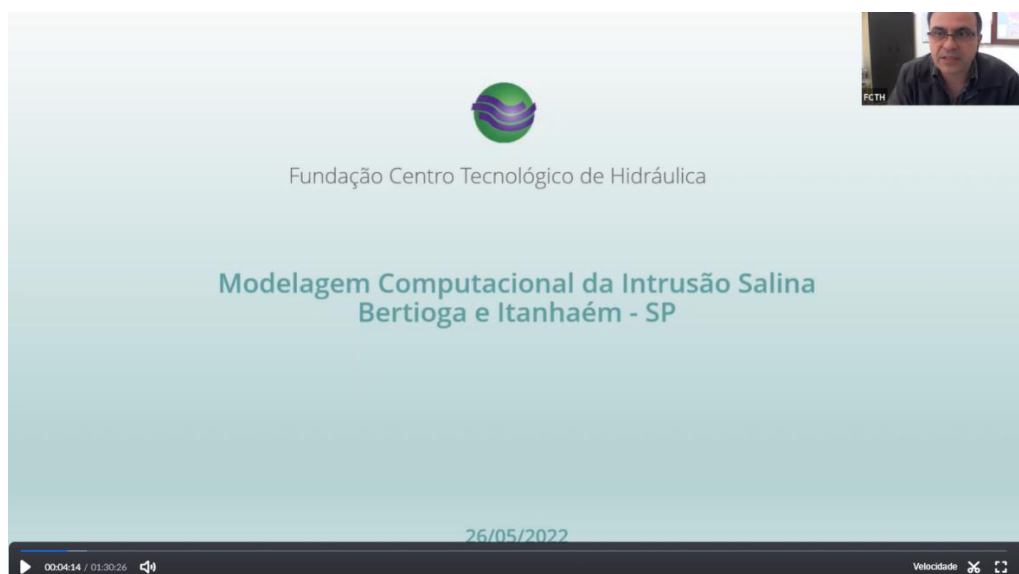 FCTH
Fundação Centro Tecnológico de Hidráulica
Modelagem Computacional da Intrusão Salina
Bertioga e Itanhaém - SP
26/05/2022
00:04:14 / 01:30:26
Velocidade